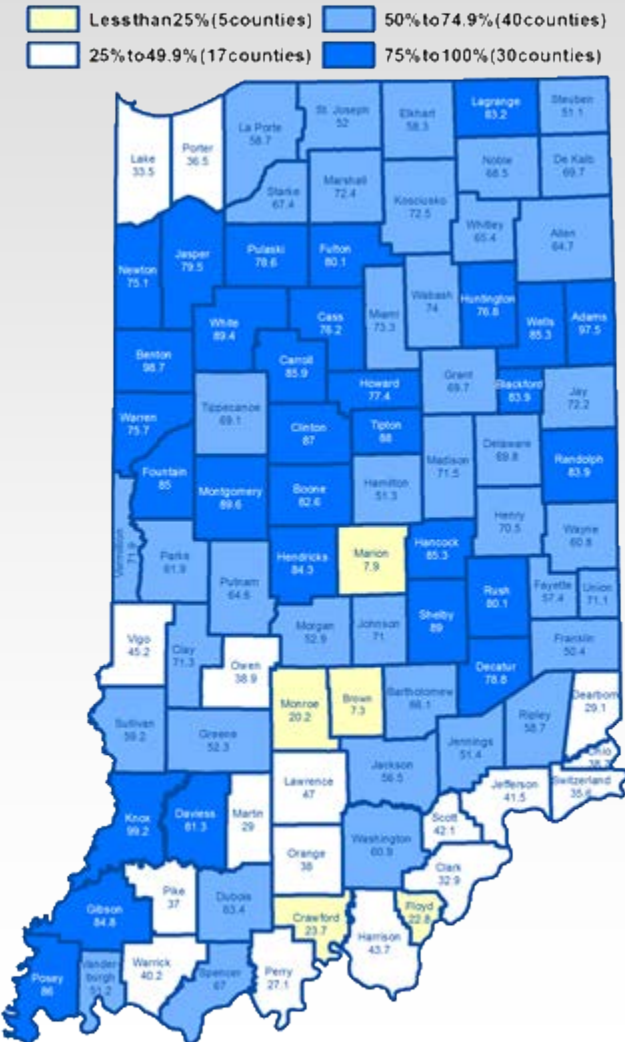 Lessthan25%(5counties)
50%to74.9%(40counties)
25%to49.9%(17counties)
75%to100%(30counties)
Lake
33.5
Porter
36.5
La Porte
58.7
St. Joseph
52
Elkhart
58.3
Lagrange
83.2
Steuben
51.1
Noble
68.5
De Kalb
69.7
Starke
67.4
Marshall
72.4
Kosciusko
72.5
Whitley
65.4
Allen
64.7
Newton
75.1
Jasper
79.5
Pulaski
78.6
Fulton
80.1
Miami
73.3
Wabash
74
Huntington
76.8
Wells
85.3
Adams
97.5
White
89.4
Cass
76.2
Benton
98.7
Carroll
85.9
Howard
77.4
Grant
69.7
Blackford
83.9
Jay
72.2
Warren
75.7
Tippecanoe
69.1
Clinton
87
Tipton
88
Madison
71.5
Delaware
69.8
Randolph
83.9
Fountain
85
Montgomery
89.6
Boone
82.6
Hamilton
51.3
Henry
70.5
Wayne
60.8
Vermillion
71.9
Parke
61.9
Putnam
64.6
Hendricks
84.3
Marion
7.9
Hancock
85.3
Rush
80.1
Fayette
57.4
Union
71.1
Vigo
45.2
Clay
71.3
Owen
38.9
Morgan
52.9
Johnson
71
Shelby
89
Franklin
50.4
Decatur
78.8
Monroe
20.2
Brown
7.3
Bartholomew
68.1
Dearborn
29.1
Sullivan
59.2
Greene
52.3
Jennings
51.4
Ripley
58.7
Ohio
Lawrence
47
Jackson
56.5
Jefferson
41.5
Switzerland
35.6
Knox
99.2
Daviess
81.3
Martin
29
Scott
42.1
Orange
38
Washington
60.9
Clark
32.9
Gibson
84.8
Pike
37
Dubois
Crawford
23.7
Floyd
22.8
Harrison
43.7
Posey
86
Vander
burgh
51.2
Warrick
40.2
Spencer
67
Perry
27.1